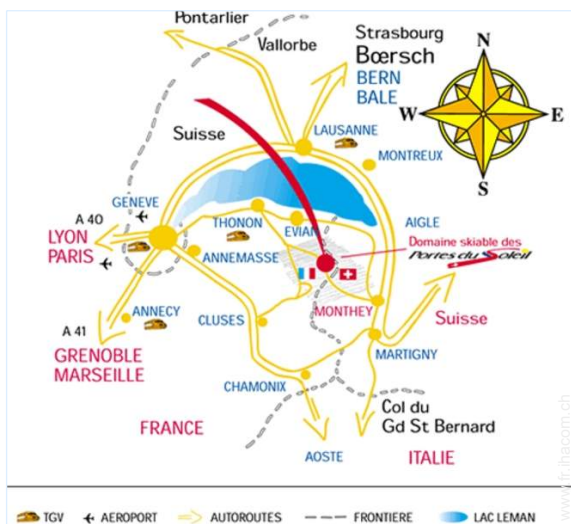 Pontarlier
Vallorbe
Strasbourg
Bœrsch
BERN
BALE
N
W
E
S
Suisse
LAUSANNE
MONTREUX
GENEVE
A 40
LYON
PARIS
THONON
EVIAN
AIGLE
ANNEMASSE
Domaine skiable des
Portes du Soleil
ANNECY
A 41
CLUSES
MONTHEY
Suisse
GRENOBLE
MARSEILLE
MARTIGNY
CHAMONIX
Col du
Gd St Bernard
FRANCE
AOSTE
ITALIE
www.fr.ihacom.ch
TGV AEROPORT AUTOROUTES FRONTIERE LAC LEMAN